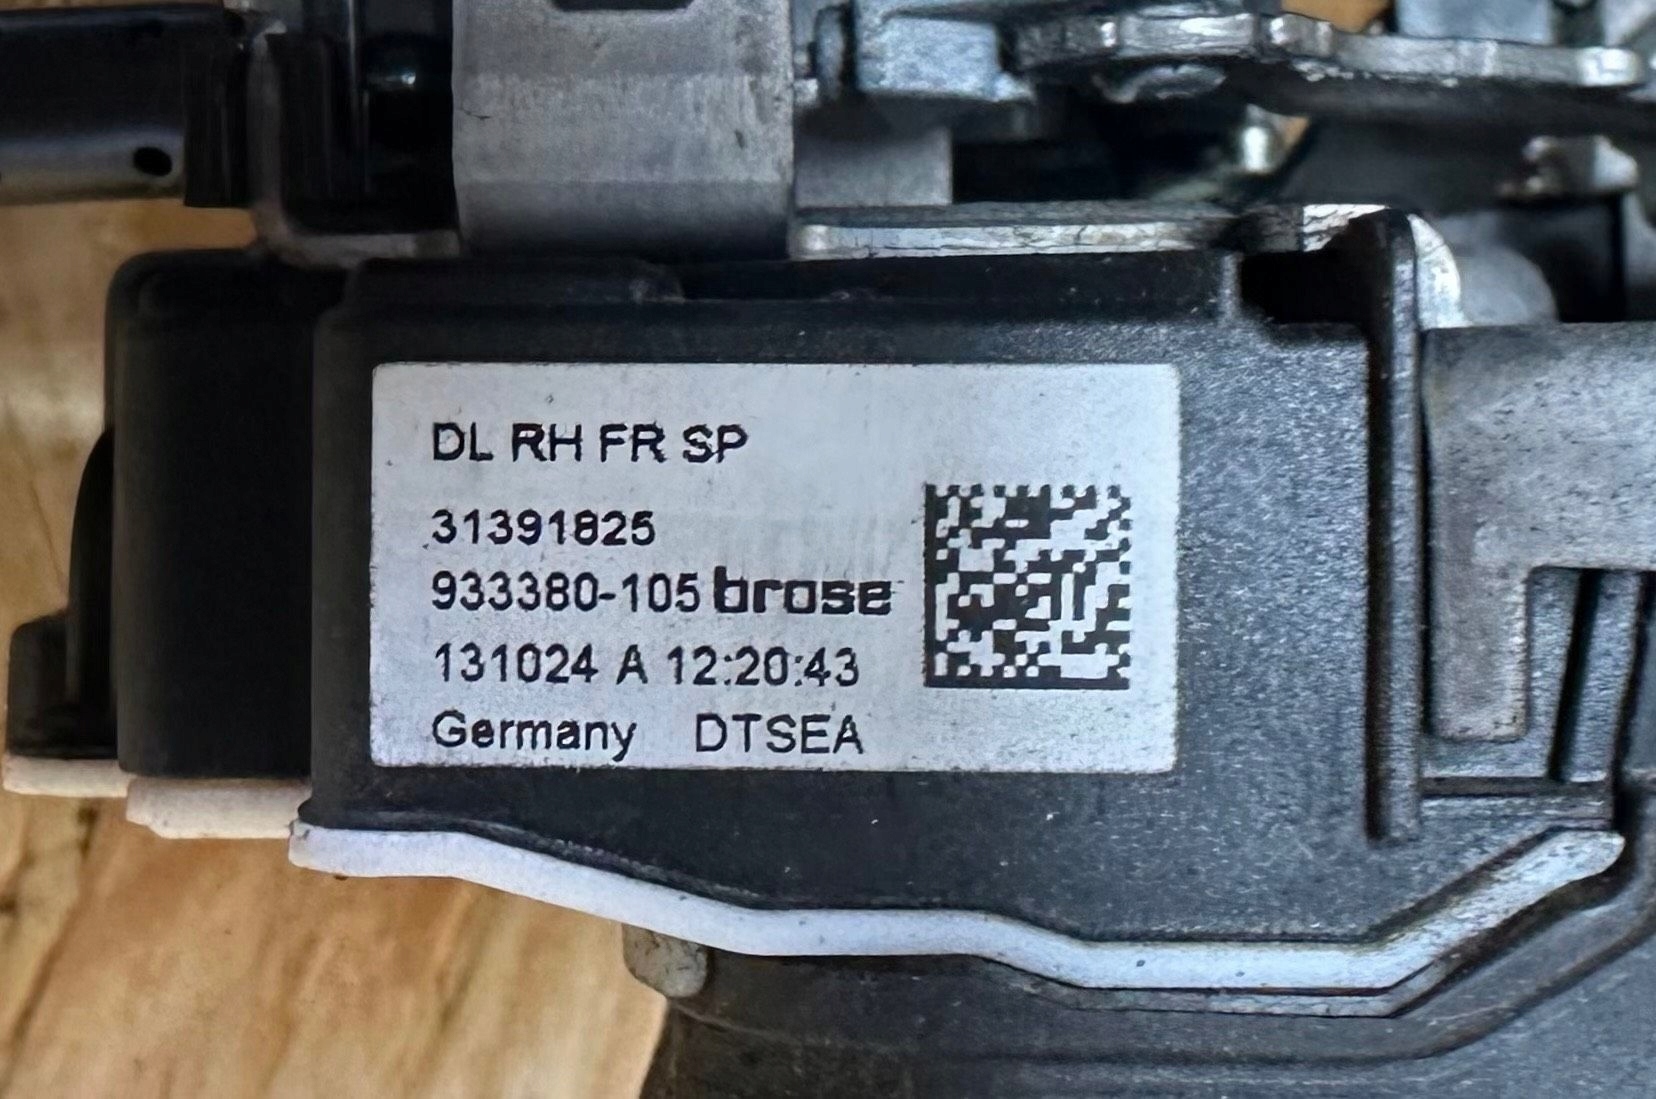 DL RH FR SP
31391825
933380-105 brose
131024 A 12:20:43
Germany DTSEA